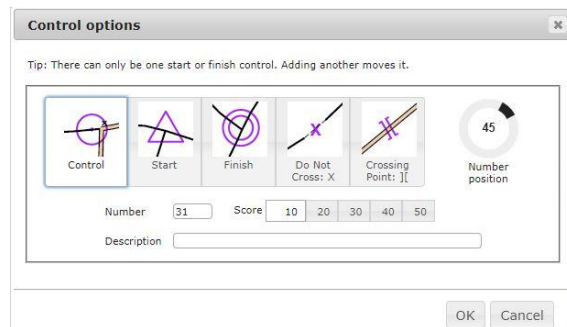 Control options
Tip: There can only be one start or finish control. Adding another moves it.
Control
Start
Finish
Do Not
Cross: X
Crossing
Point: ][
45
Number
position
Number 31 Score 10 20 30 40 50
Description
OK Cancel